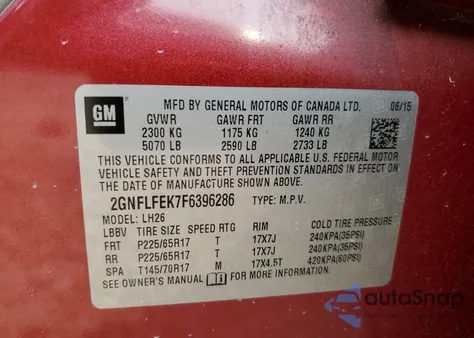 GM
MFD BY GENERAL MOTORS OF CANADA LTD. 06/15
GVWR GAWR FRT GAWR RR
2300 KG 1175 KG 1240 KG
5070 LB 2590 LB 2733 LB
THIS VEHICLE CONFORMS TO ALL APPLICABLE U.S. FEDERAL MOTOR
VEHICLE SAFETY AND THEFT PREVENTION STANDARDS IN EFFECT ON
THE DATE OF MANUFACTURE SHOWN ABOVE.
2GNFLFEK7F6396286 TYPE: M.P.V.
MODEL: LH26
LBBV TIRE SIZE SPEED RTG RIM COLD TIRE PRESSURE
FRT P225/65R17 T 17X7J 240KPA(35PSI)
RR P225/65R17 T 17X7J 240KPA(35PSI)
SPA T145/70R17 M 17X4.5T 420KPA(60PSI)
SEE OWNER'S MANUAL FOR MORE INFORMATION.
autoSnap